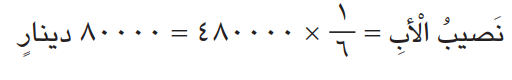 نَصيبُ الْأَبِ = ١/٦ × ٤٨٠٠٠٠ = ٨٠٠٠٠ دينارٍ